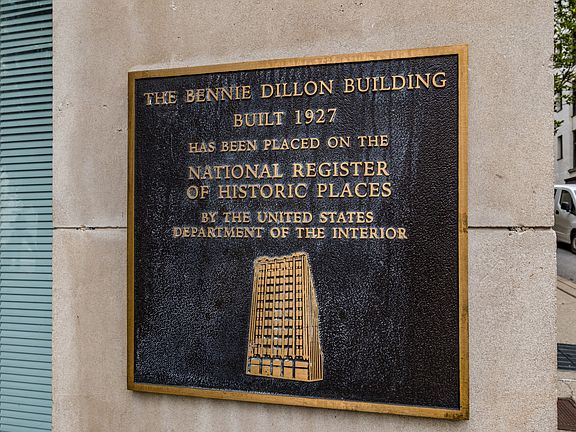 THE BENNIE DILLON BUILDING
BUILT 1927
HAS BEEN PLACED ON THE
NATIONAL REGISTER
OF HISTORIC PLACES
BY THE UNITED STATES
DEPARTMENT OF THE INTERIOR